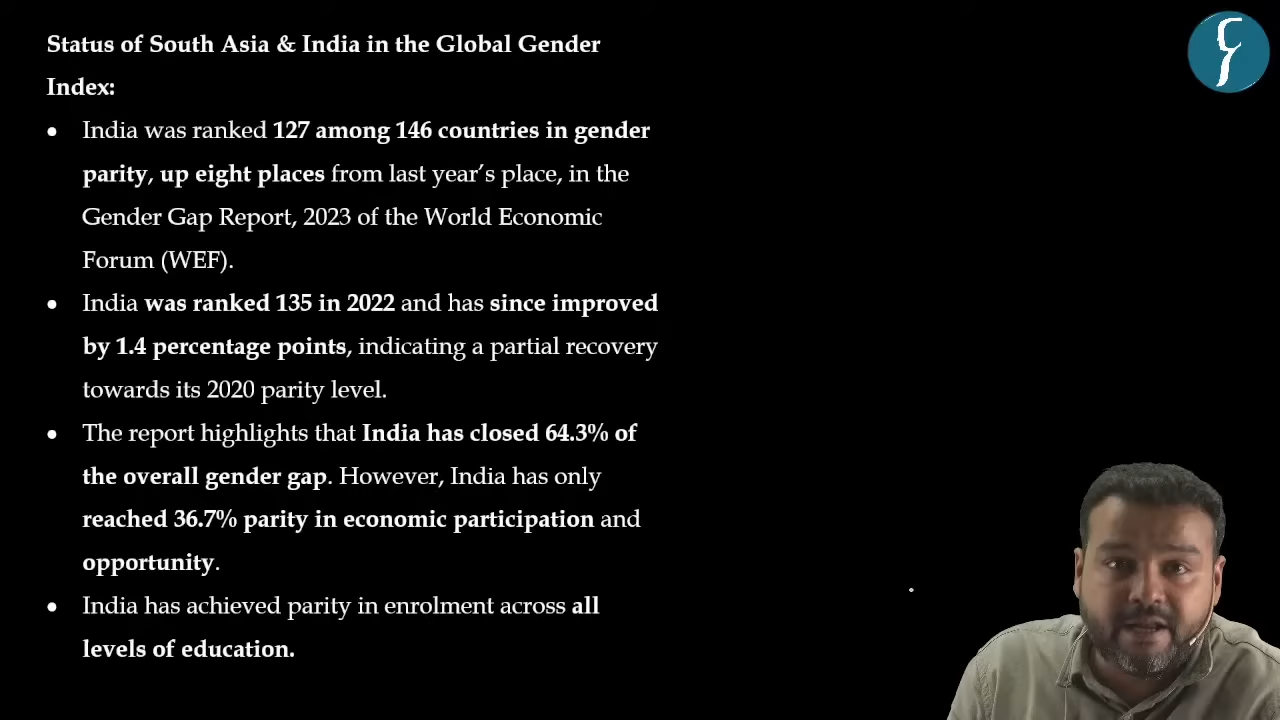 Status of South Asia & India in the Global Gender
Index:
• India was ranked 127 among 146 countries in gender
parity, up eight places from last year’s place, in the
Gender Gap Report, 2023 of the World Economic
Forum (WEF).
• India was ranked 135 in 2022 and has since improved
by 1.4 percentage points, indicating a partial recovery
towards its 2020 parity level.
• The report highlights that India has closed 64.3% of
the overall gender gap. However, India has only
reached 36.7% parity in economic participation and
opportunity.
• India has achieved parity in enrolment across all
levels of education.